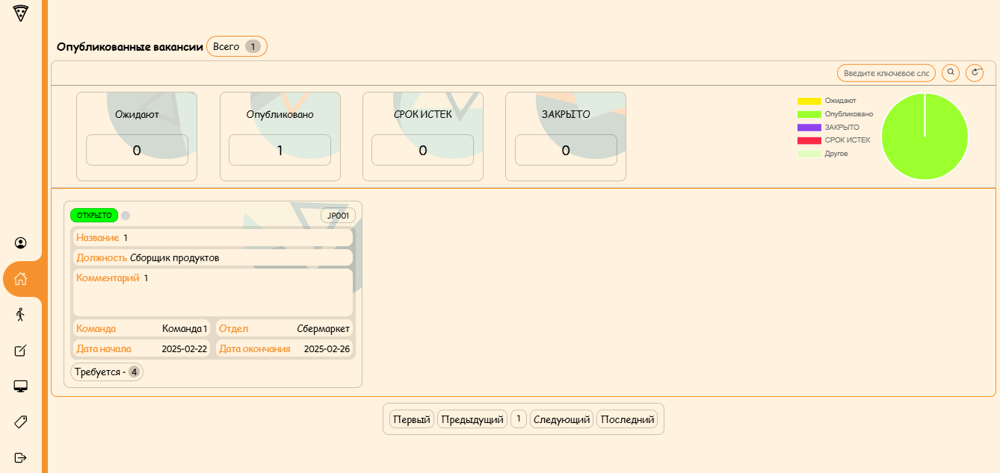 Опубликованные вакансии Всего 1
Введите ключевое сло
Ожидают
0
Опубликовано
1
СРОК ИСТЕК
0
ЗАКРЫТО
0
Ожидают
Опубликовано
ЗАКРЫТО
СРОК ИСТЕК
Другое
ОТКРЫТО JP001
Название 1
Должность Сборщик продуктов
Комментарий 1
Команда Команда 1 Отдел Сбермаркет
Дата начала 2025-02-22 Дата окончания 2025-02-26
Требуется - 4
Первый Предыдущий 1 Следующий Последний